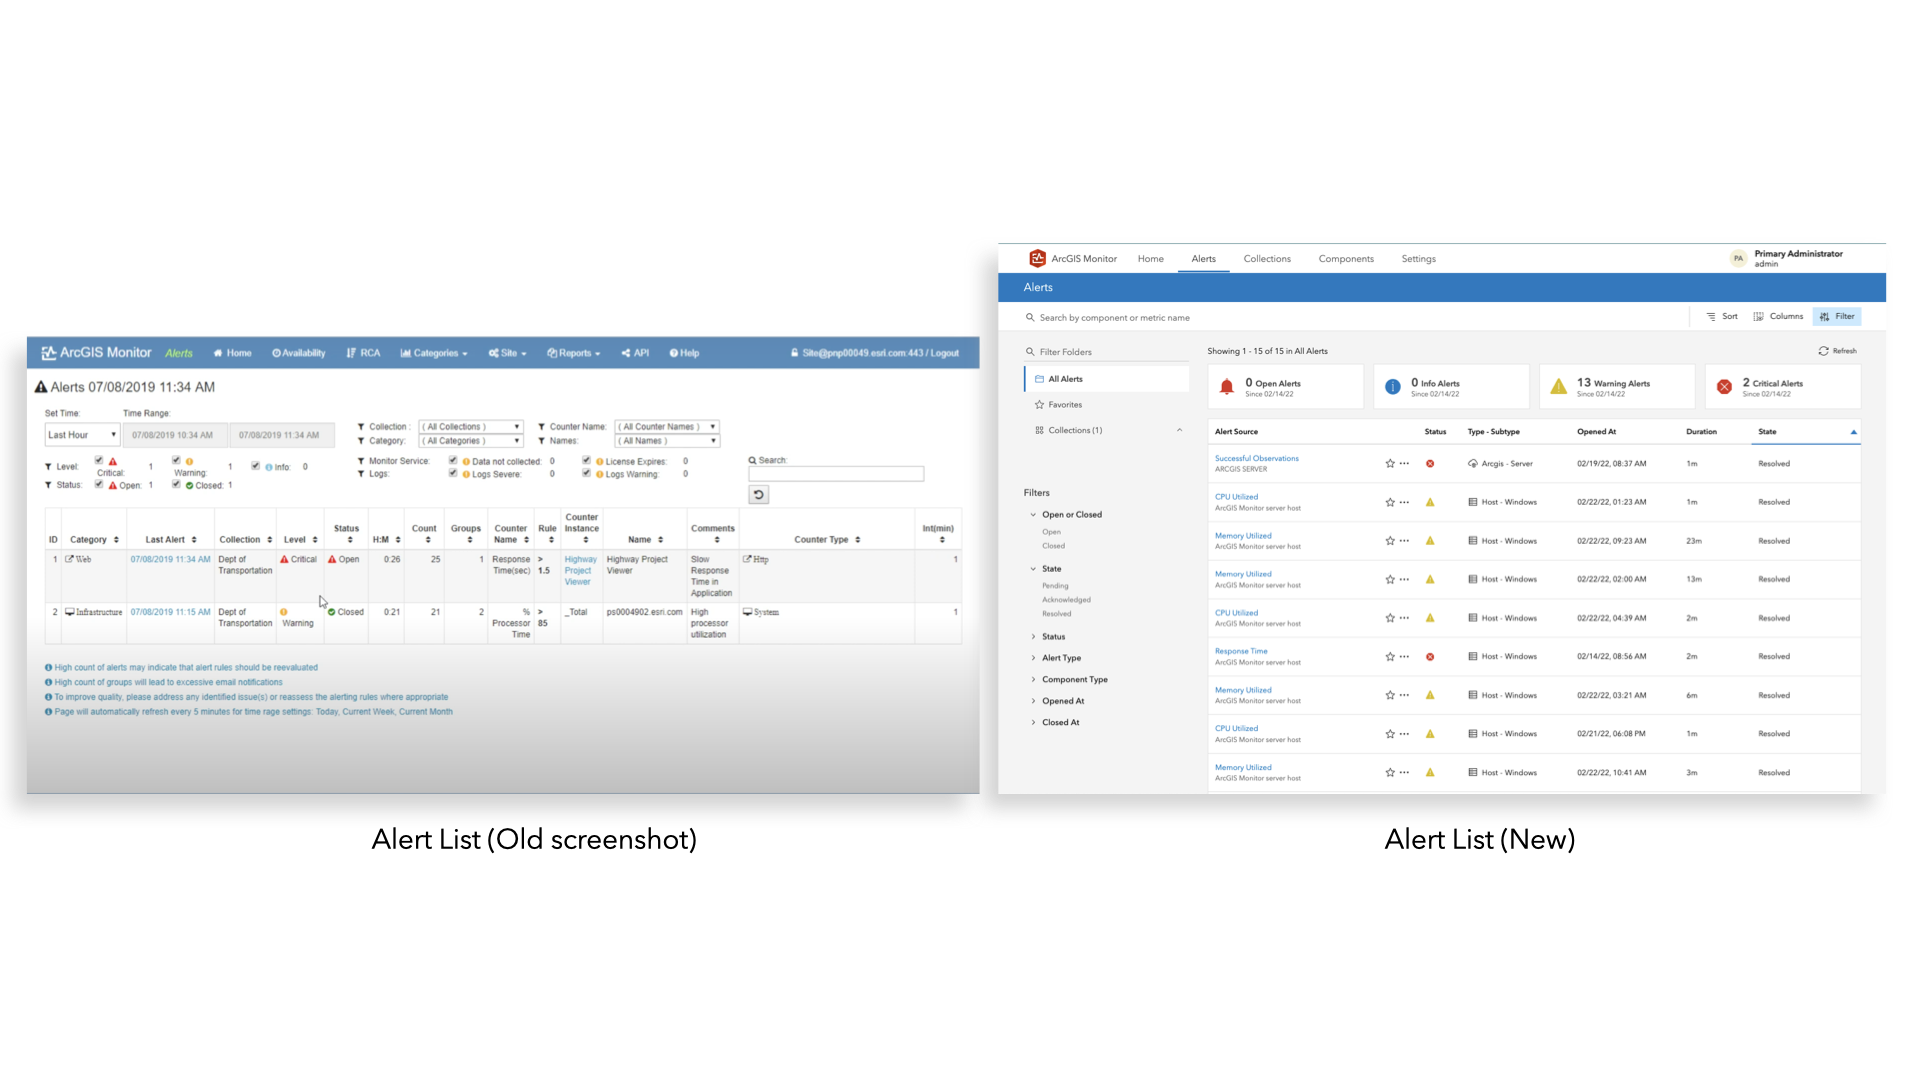 ArcGIS Monitor Alerts Home Availability RCA Categories Site Reports API Help Site@pnp00049.esri.com:443 / Logout
Alerts 07/08/2019 11:34 AM
Set Time: Time Range:
Last Hour 07/08/2019 10:34 AM 07/08/2019 11:34 AM
Collection : ( All Collections ) Counter Name: ( All Counter Names )
Category: ( All Categories ) Names: ( All Names )
Level: Critical: 1 Warning: 1 Info: 0
Status: Open: 1 Closed: 1
Monitor Service: Data not collected: 0 License Expires: 0
Logs: Logs Severe: 0 Logs Warning: 0
Search:
ID Category Last Alert Collection Level Status H:M Count Groups Counter Name Rule Counter Instance Name Comments Counter Type Int(min)
1 Web 07/08/2019 11:34 AM Dept of Transportation Critical Open 0:26 25 1 Response Time(sec) > 1.5 Highway Project Viewer Highway Project Viewer Slow Response Time in Application Http 1
2 Infrastructure 07/08/2019 11:15 AM Dept of Transportation Warning Closed 0:21 21 2 % Processor Time > 85 _Total ps0004902.esri.com High processor utilization System 1
High count of alerts may indicate that alert rules should be reevaluated
High count of groups will lead to excessive email notifications
To improve quality, please address any identified issue(s) or reassess the alerting rules where appropriate
Page will automatically refresh every 5 minutes for time rage settings: Today, Current Week, Current Month
Alert List (Old screenshot)
ArcGIS Monitor Home Alerts Collections Components Settings PA Primary Administrator
admin
Alerts
Search by component or metric name Sort Columns Filter
Filter Folders
All Alerts
Favorites
Collections (1)
Filters
Open or Closed
Open
Closed
State
Pending
Acknowledged
Resolved
Status
Alert Type
Component Type
Opened At
Closed At
Showing 1 - 15 of 15 in All Alerts Refresh
0 Open Alerts
Since 02/14/22
0 Info Alerts
Since 02/14/22
13 Warning Alerts
Since 02/14/22
2 Critical Alerts
Since 02/14/22
Alert Source Status Type - Subtype Opened At Duration State
Successful Observations
ARCGIS SERVER
Arcgis - Server 02/19/22, 08:37 AM 1m Resolved
CPU Utilized
ArcGIS Monitor server host
Host - Windows 02/22/22, 01:23 AM 1m Resolved
Memory Utilized
ArcGIS Monitor server host
Host - Windows 02/22/22, 09:23 AM 23m Resolved
Memory Utilized
ArcGIS Monitor server host
Host - Windows 02/22/22, 02:00 AM 13m Resolved
CPU Utilized
ArcGIS Monitor server host
Host - Windows 02/22/22, 04:39 AM 2m Resolved
Response Time
ArcGIS Monitor server host
Host - Windows 02/14/22, 08:56 AM 2m Resolved
Memory Utilized
ArcGIS Monitor server host
Host - Windows 02/22/22, 03:21 AM 6m Resolved
CPU Utilized
ArcGIS Monitor server host
Host - Windows 02/21/22, 06:08 PM 1m Resolved
Memory Utilized
ArcGIS Monitor server host
Host - Windows 02/22/22, 10:41 AM 3m Resolved
Alert List (New)